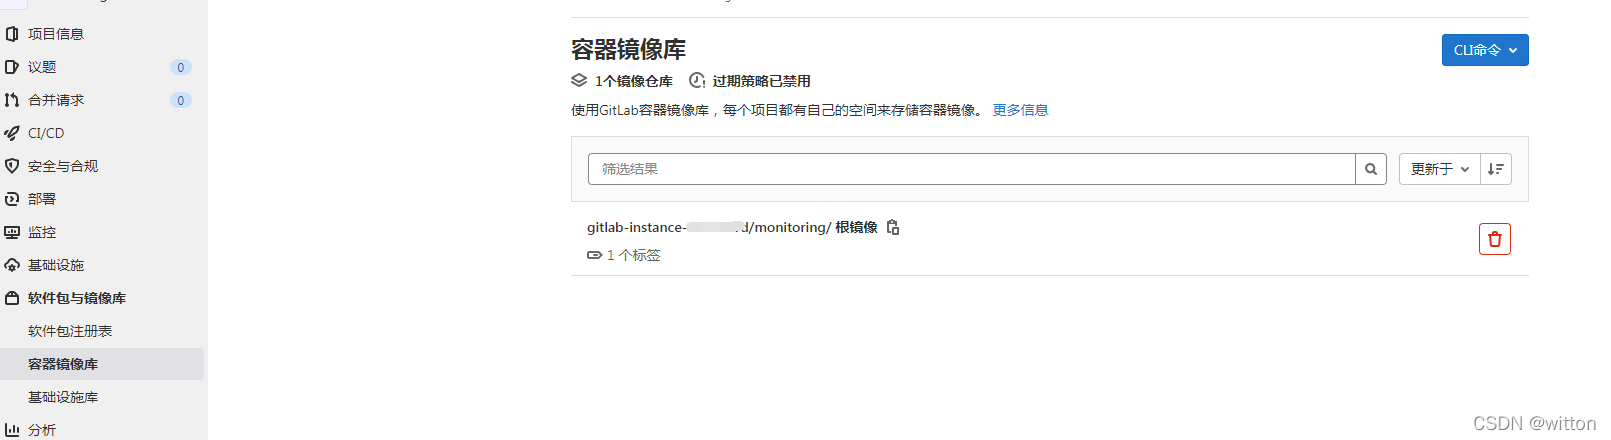 项目信息
议题 0
合并请求 0
CI/CD
安全与合规
部署
监控
基础设施
软件包与镜像库
软件包注册表
容器镜像库
基础设施库
分析
容器镜像库
CLI命令
1个镜像仓库 过期策略已禁用
使用GitLab容器镜像库，每个项目都有自己的空间来存储容器镜像。 更多信息
筛选结果
更新于
gitlab-instance- d/monitoring/ 根镜像
1 个标签
CSDN @witton